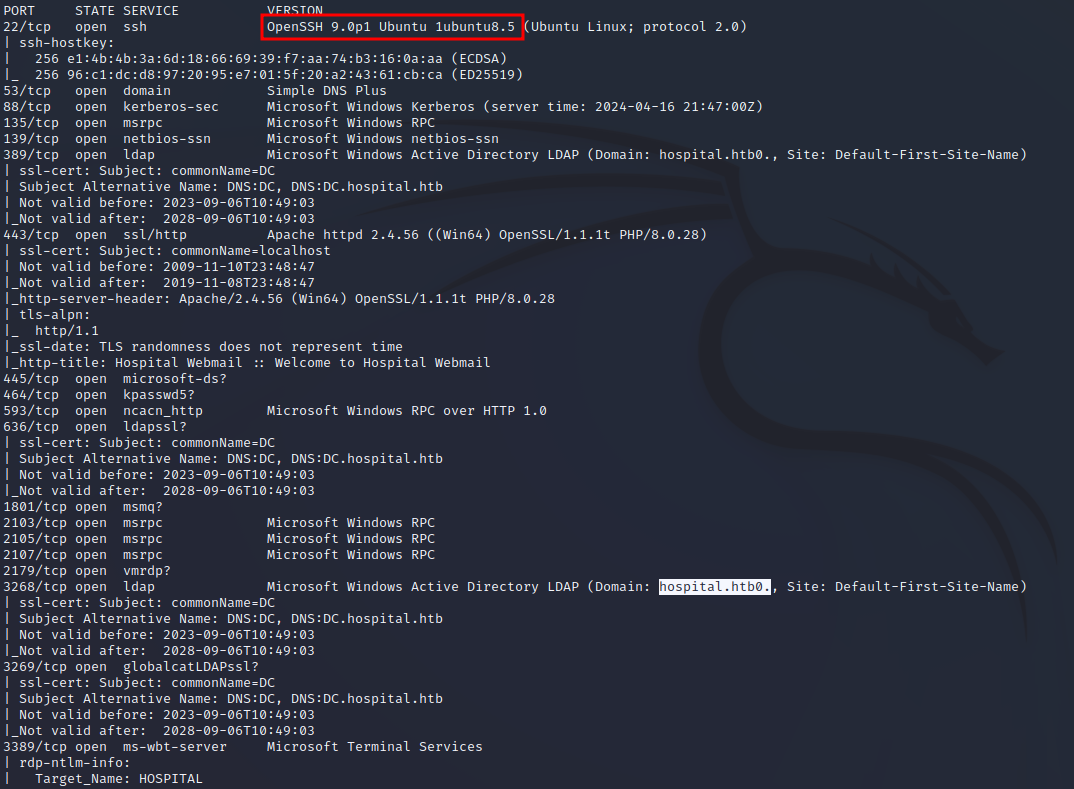 PORT     STATE SERVICE           VERSION
22/tcp   open  ssh               OpenSSH 9.0p1 Ubuntu 1ubuntu8.5 (Ubuntu Linux; protocol 2.0)
| ssh-hostkey:
|   256 e1:4b:4b:3a:6d:18:66:69:39:f7:aa:74:b3:16:0a:aa (ECDSA)
|_  256 96:c1:dc:d8:97:20:95:e7:01:5f:20:a2:43:61:cb:ca (ED25519)
53/tcp   open  domain            Simple DNS Plus
88/tcp   open  kerberos-sec      Microsoft Windows Kerberos (server time: 2024-04-16 21:47:00Z)
135/tcp  open  msrpc             Microsoft Windows RPC
139/tcp  open  netbios-ssn       Microsoft Windows netbios-ssn
389/tcp  open  ldap              Microsoft Windows Active Directory LDAP (Domain: hospital.htb0., Site: Default-First-Site-Name)
| ssl-cert: Subject: commonName=DC
| Subject Alternative Name: DNS:DC, DNS:DC.hospital.htb
| Not valid before: 2023-09-06T10:49:03
|_Not valid after:  2028-09-06T10:49:03
443/tcp  open  ssl/http          Apache httpd 2.4.56 ((Win64) OpenSSL/1.1.1t PHP/8.0.28)
| ssl-cert: Subject: commonName=localhost
| Not valid before: 2009-11-10T23:48:47
|_Not valid after:  2019-11-08T23:48:47
|_http-server-header: Apache/2.4.56 (Win64) OpenSSL/1.1.1t PHP/8.0.28
| tls-alpn:
|_  http/1.1
|_ssl-date: TLS randomness does not represent time
|_http-title: Hospital Webmail :: Welcome to Hospital Webmail
445/tcp  open  microsoft-ds?
464/tcp  open  kpasswd5?
593/tcp  open  ncacn_http        Microsoft Windows RPC over HTTP 1.0
636/tcp  open  ldapssl?
| ssl-cert: Subject: commonName=DC
| Subject Alternative Name: DNS:DC, DNS:DC.hospital.htb
| Not valid before: 2023-09-06T10:49:03
|_Not valid after:  2028-09-06T10:49:03
1801/tcp open  msmq?
2103/tcp open  msrpc             Microsoft Windows RPC
2105/tcp open  msrpc             Microsoft Windows RPC
2107/tcp open  msrpc             Microsoft Windows RPC
2179/tcp open  vmrdp?
3268/tcp open  ldap              Microsoft Windows Active Directory LDAP (Domain: hospital.htb0., Site: Default-First-Site-Name)
| ssl-cert: Subject: commonName=DC
| Subject Alternative Name: DNS:DC, DNS:DC.hospital.htb
| Not valid before: 2023-09-06T10:49:03
|_Not valid after:  2028-09-06T10:49:03
3269/tcp open  globalcatLDAPssl?
| ssl-cert: Subject: commonName=DC
| Subject Alternative Name: DNS:DC, DNS:DC.hospital.htb
| Not valid before: 2023-09-06T10:49:03
|_Not valid after:  2028-09-06T10:49:03
3389/tcp open  ms-wbt-server     Microsoft Terminal Services
| rdp-ntlm-info:
|   Target_Name: HOSPITAL